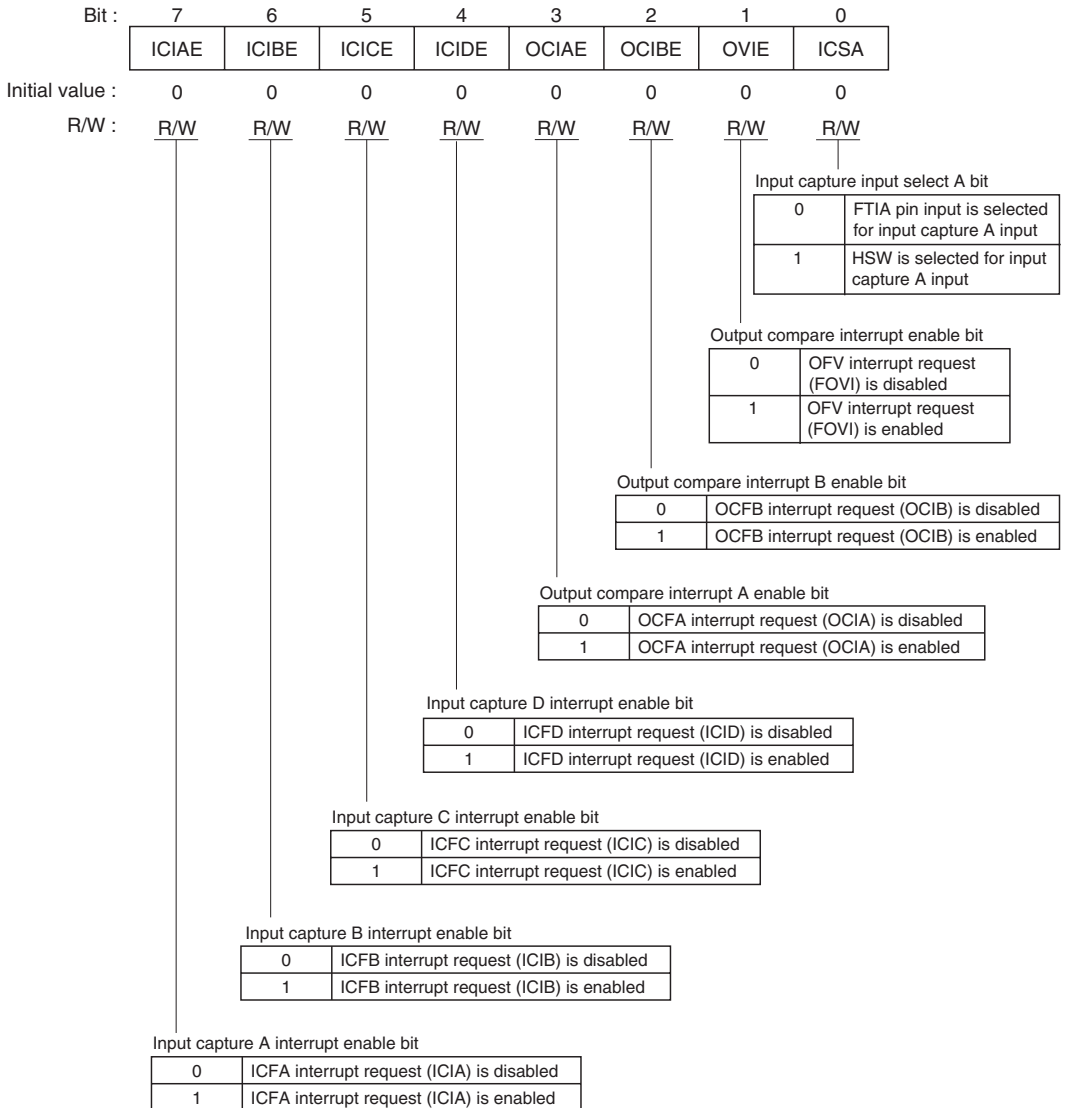 Bit : 7 6 5 4 3 2 1 0
ICIAE ICIBE ICICE ICIDE OCIAE OCIBE OVIE ICSA
Initial value : 0 0 0 0 0 0 0 0
R/W : R/W R/W R/W R/W R/W R/W R/W R/W
Input capture input select A bit
0 FTIA pin input is selected
for input capture A input
1 HSW is selected for input
capture A input
Output compare interrupt enable bit
0 OFV interrupt request
(FOVI) is disabled
1 OFV interrupt request
(FOVI) is enabled
Output compare interrupt B enable bit
0 OCFB interrupt request (OCIB) is disabled
1 OCFB interrupt request (OCIB) is enabled
Output compare interrupt A enable bit
0 OCFA interrupt request (OCIA) is disabled
1 OCFA interrupt request (OCIA) is enabled
Input capture D interrupt enable bit
0 ICFD interrupt request (ICID) is disabled
1 ICFD interrupt request (ICID) is enabled
Input capture C interrupt enable bit
0 ICFC interrupt request (ICIC) is disabled
1 ICFC interrupt request (ICIC) is enabled
Input capture B interrupt enable bit
0 ICFB interrupt request (ICIB) is disabled
1 ICFB interrupt request (ICIB) is enabled
Input capture A interrupt enable bit
0 ICFA interrupt request (ICIA) is disabled
1 ICFA interrupt request (ICIA) is enabled